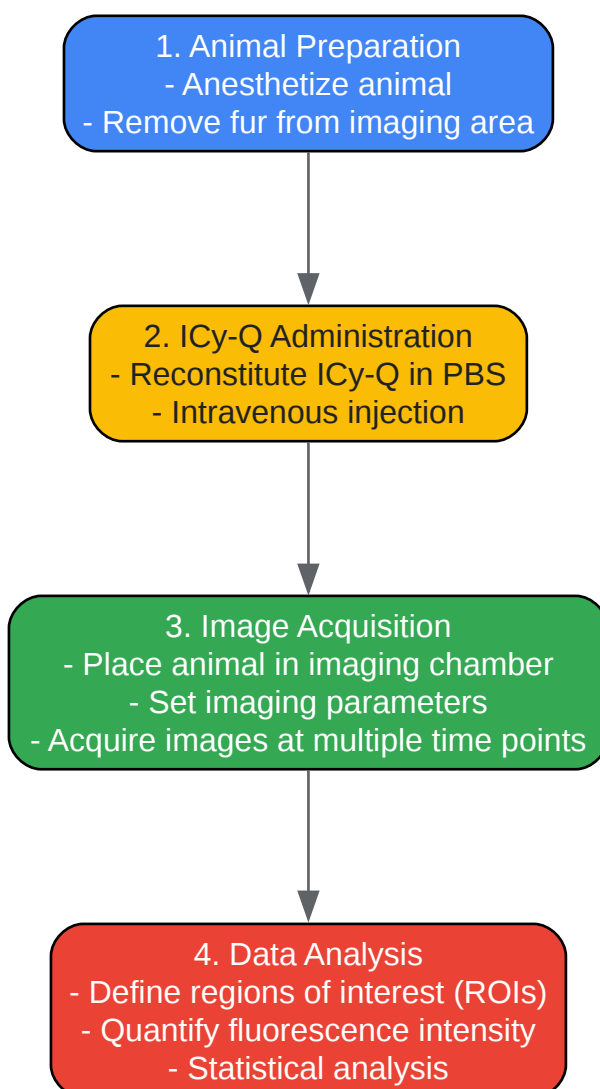 1. Animal Preparation
- Anesthetize animal
- Remove fur from imaging area
2. ICy-Q Administration
- Reconstitute ICy-Q in PBS
- Intravenous injection
3. Image Acquisition
- Place animal in imaging chamber
- Set imaging parameters
- Acquire images at multiple time points
4. Data Analysis
- Define regions of interest (ROIs)
- Quantify fluorescence intensity
- Statistical analysis